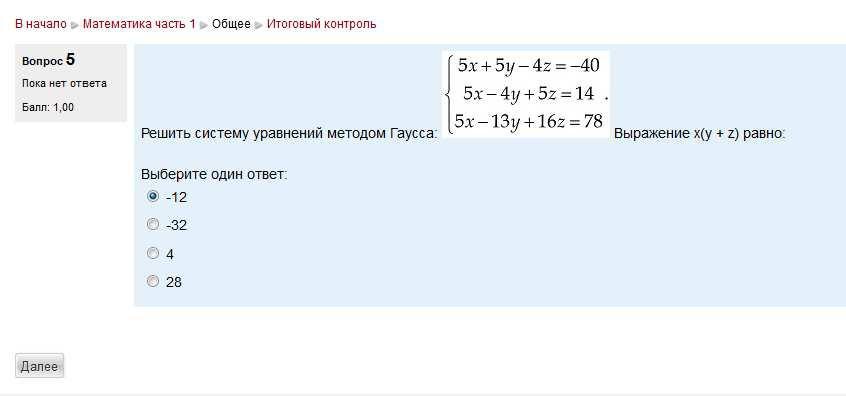 В начало ▶ Математика часть 1 ▶ Общее ▶ Итоговый контроль
Вопрос 5
Пока нет ответа
Балл: 1,00
5x + 5y − 4z = −40
5x − 4y + 5z = 14 .
5x − 13y + 16z = 78
Решить систему уравнений методом Гаусса: Выражение x(y + z) равно:
Выберите один ответ:
-12
-32
4
28
Далее